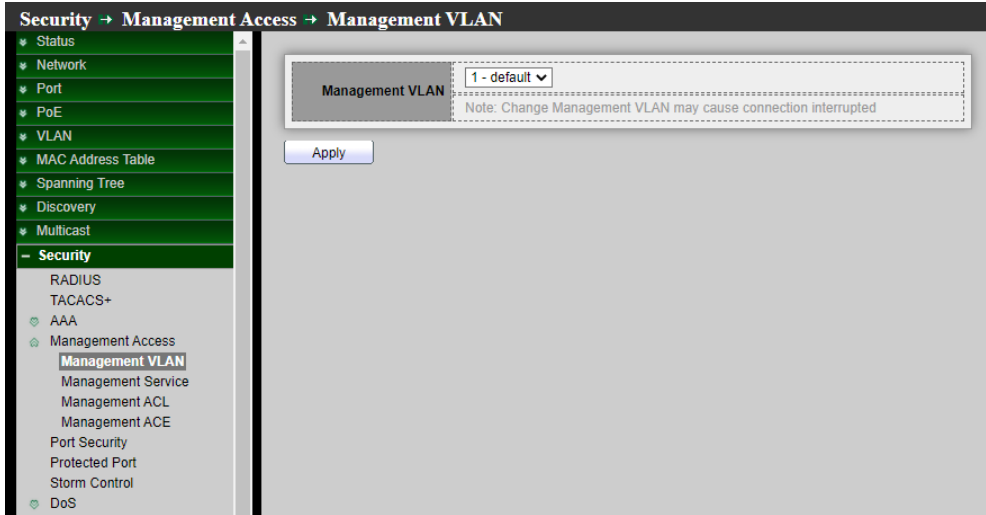 Security → Management Access → Management VLAN
Status
Network
Port
PoE
VLAN
MAC Address Table
Spanning Tree
Discovery
Multicast
Security
RADIUS
TACACS+
AAA
Management Access
Management VLAN
Management Service
Management ACL
Management ACE
Port Security
Protected Port
Storm Control
DoS
Management VLAN
1 - default
Note: Change Management VLAN may cause connection interrupted
Apply